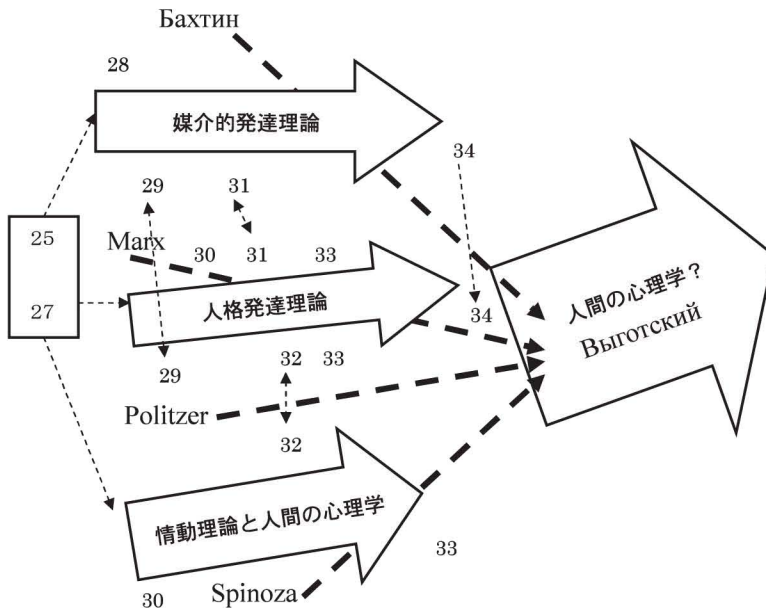 Бахтин
28
媒介的発達理論
34
29
31
25
Marx
30
31
33
人間の心理学？
27
人格発達理論
34
Выготский
29
32
33
Politzer
32
情動理論と人間の心理学
33
30
Spinoza